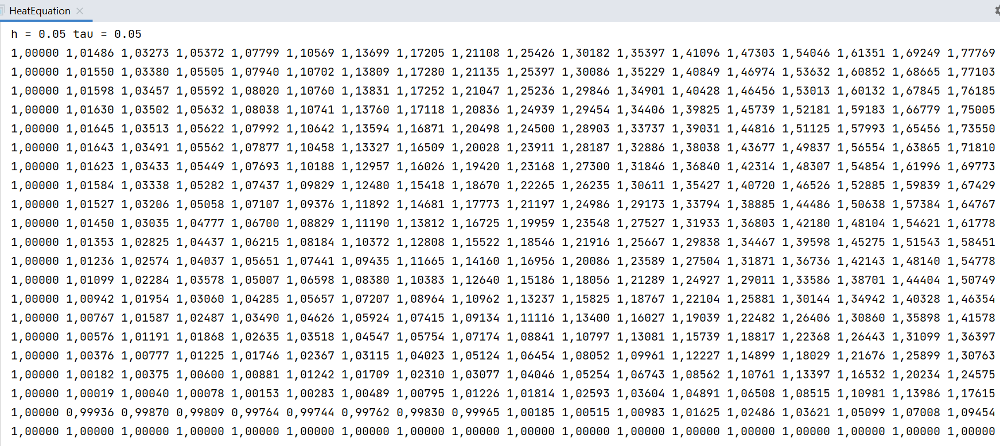 HeatEquation
h = 0.05 tau = 0.05
1,00000 1,01486 1,03273 1,05372 1,07799 1,10569 1,13699 1,17205 1,21108 1,25426 1,30182 1,35397 1,41096 1,47303 1,54046 1,61351 1,69249 1,77769
1,00000 1,01550 1,03380 1,05505 1,07940 1,10702 1,13809 1,17280 1,21135 1,25397 1,30086 1,35229 1,40849 1,46974 1,53632 1,60852 1,68665 1,77103
1,00000 1,01598 1,03457 1,05592 1,08020 1,10760 1,13831 1,17252 1,21047 1,25236 1,29846 1,34901 1,40428 1,46456 1,53013 1,60132 1,67845 1,76185
1,00000 1,01630 1,03502 1,05632 1,08038 1,10741 1,13760 1,17118 1,20836 1,24939 1,29454 1,34406 1,39825 1,45739 1,52181 1,59183 1,66779 1,75005
1,00000 1,01645 1,03513 1,05622 1,07992 1,10642 1,13594 1,16871 1,20498 1,24500 1,28903 1,33737 1,39031 1,44816 1,51125 1,57993 1,65456 1,73550
1,00000 1,01643 1,03491 1,05562 1,07877 1,10458 1,13327 1,16509 1,20028 1,23911 1,28187 1,32886 1,38038 1,43677 1,49837 1,56554 1,63865 1,71810
1,00000 1,01623 1,03433 1,05449 1,07693 1,10188 1,12957 1,16026 1,19420 1,23168 1,27300 1,31846 1,36840 1,42314 1,48307 1,54854 1,61996 1,69773
1,00000 1,01584 1,03338 1,05282 1,07437 1,09829 1,12480 1,15418 1,18670 1,22265 1,26235 1,30611 1,35427 1,40720 1,46526 1,52885 1,59839 1,67429
1,00000 1,01527 1,03206 1,05058 1,07107 1,09376 1,11892 1,14681 1,17773 1,21197 1,24986 1,29173 1,33794 1,38885 1,44486 1,50638 1,57384 1,64767
1,00000 1,01450 1,03035 1,04777 1,06700 1,08829 1,11190 1,13812 1,16725 1,19959 1,23548 1,27527 1,31933 1,36803 1,42180 1,48104 1,54621 1,61778
1,00000 1,01353 1,02825 1,04437 1,06215 1,08184 1,10372 1,12808 1,15522 1,18546 1,21916 1,25667 1,29838 1,34467 1,39598 1,45275 1,51543 1,58451
1,00000 1,01236 1,02574 1,04037 1,05651 1,07441 1,09435 1,11665 1,14160 1,16956 1,20086 1,23589 1,27504 1,31871 1,36736 1,42143 1,48140 1,54778
1,00000 1,01099 1,02284 1,03578 1,05007 1,06598 1,08380 1,10383 1,12640 1,15186 1,18056 1,21289 1,24927 1,29011 1,33586 1,38701 1,44404 1,50749
1,00000 1,00942 1,01954 1,03060 1,04285 1,05657 1,07207 1,08964 1,10962 1,13237 1,15825 1,18767 1,22104 1,25881 1,30144 1,34942 1,40328 1,46354
1,00000 1,00767 1,01587 1,02487 1,03490 1,04626 1,05924 1,07415 1,09134 1,11116 1,13400 1,16027 1,19039 1,22482 1,26406 1,30860 1,35898 1,41578
1,00000 1,00576 1,01191 1,01868 1,02635 1,03518 1,04547 1,05754 1,07174 1,08841 1,10797 1,13081 1,15739 1,18817 1,22368 1,26443 1,31099 1,36397
1,00000 1,00376 1,00777 1,01225 1,01746 1,02367 1,03115 1,04023 1,05124 1,06454 1,08052 1,09961 1,12227 1,14899 1,18029 1,21676 1,25899 1,30763
1,00000 1,00182 1,00375 1,00600 1,00881 1,01242 1,01709 1,02310 1,03077 1,04046 1,05254 1,06743 1,08562 1,10761 1,13397 1,16532 1,20234 1,24575
1,00000 1,00019 1,00040 1,00078 1,00153 1,00283 1,00489 1,00795 1,01226 1,01814 1,02593 1,03604 1,04891 1,06508 1,08515 1,10981 1,13986 1,17615
1,00000 0,99936 0,99870 0,99809 0,99764 0,99744 0,99762 0,99830 0,99965 1,00185 1,00515 1,00983 1,01625 1,02486 1,03621 1,05099 1,07008 1,09454
1,00000 1,00000 1,00000 1,00000 1,00000 1,00000 1,00000 1,00000 1,00000 1,00000 1,00000 1,00000 1,00000 1,00000 1,00000 1,00000 1,00000 1,00000